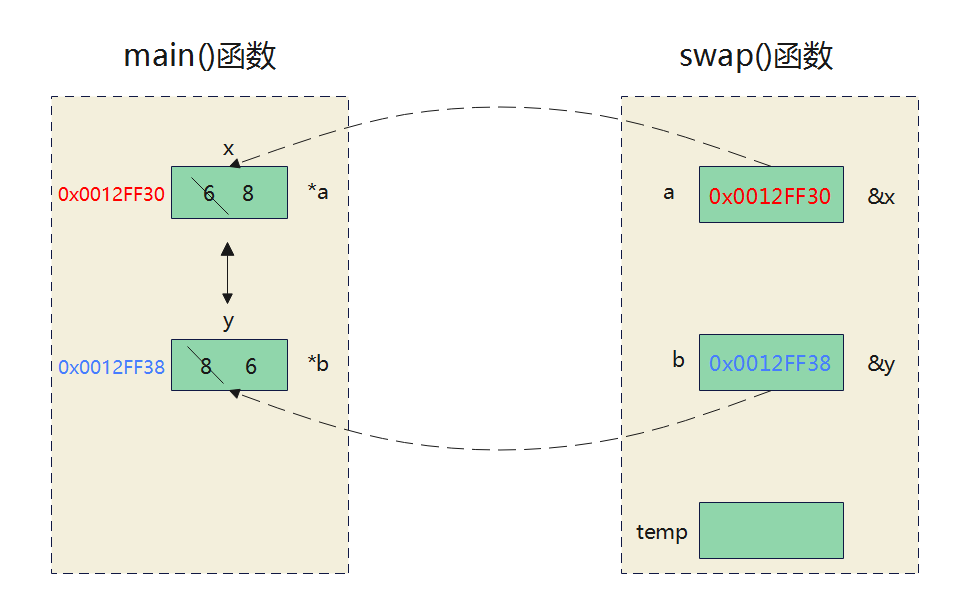 main()函数
swap()函数
x
0x0012FF30
6 8
*a
a
0x0012FF30
&x
y
0x0012FF38
8 6
*b
b
0x0012FF38
&y
temp